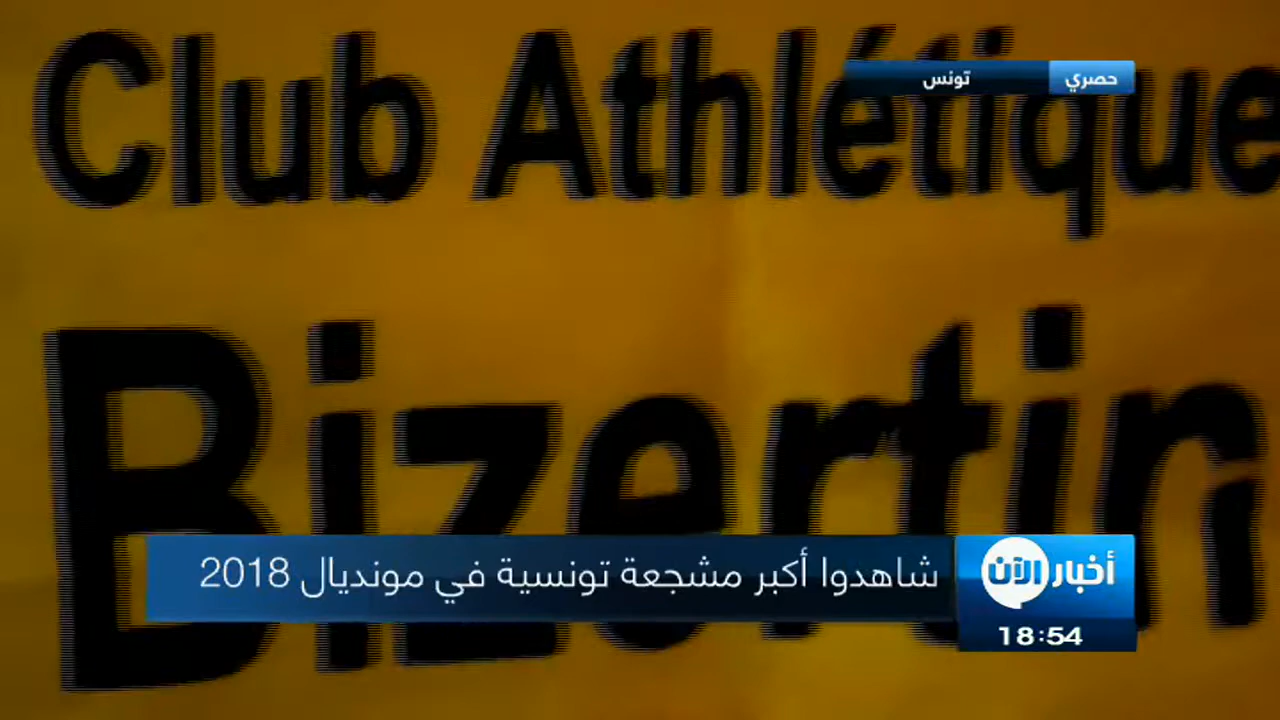 Club Athlétique
تونس
حصري
Bizertin
شاهدوا أكبر مشجعة تونسية في مونديال 2018
أخبار الآن
18:54